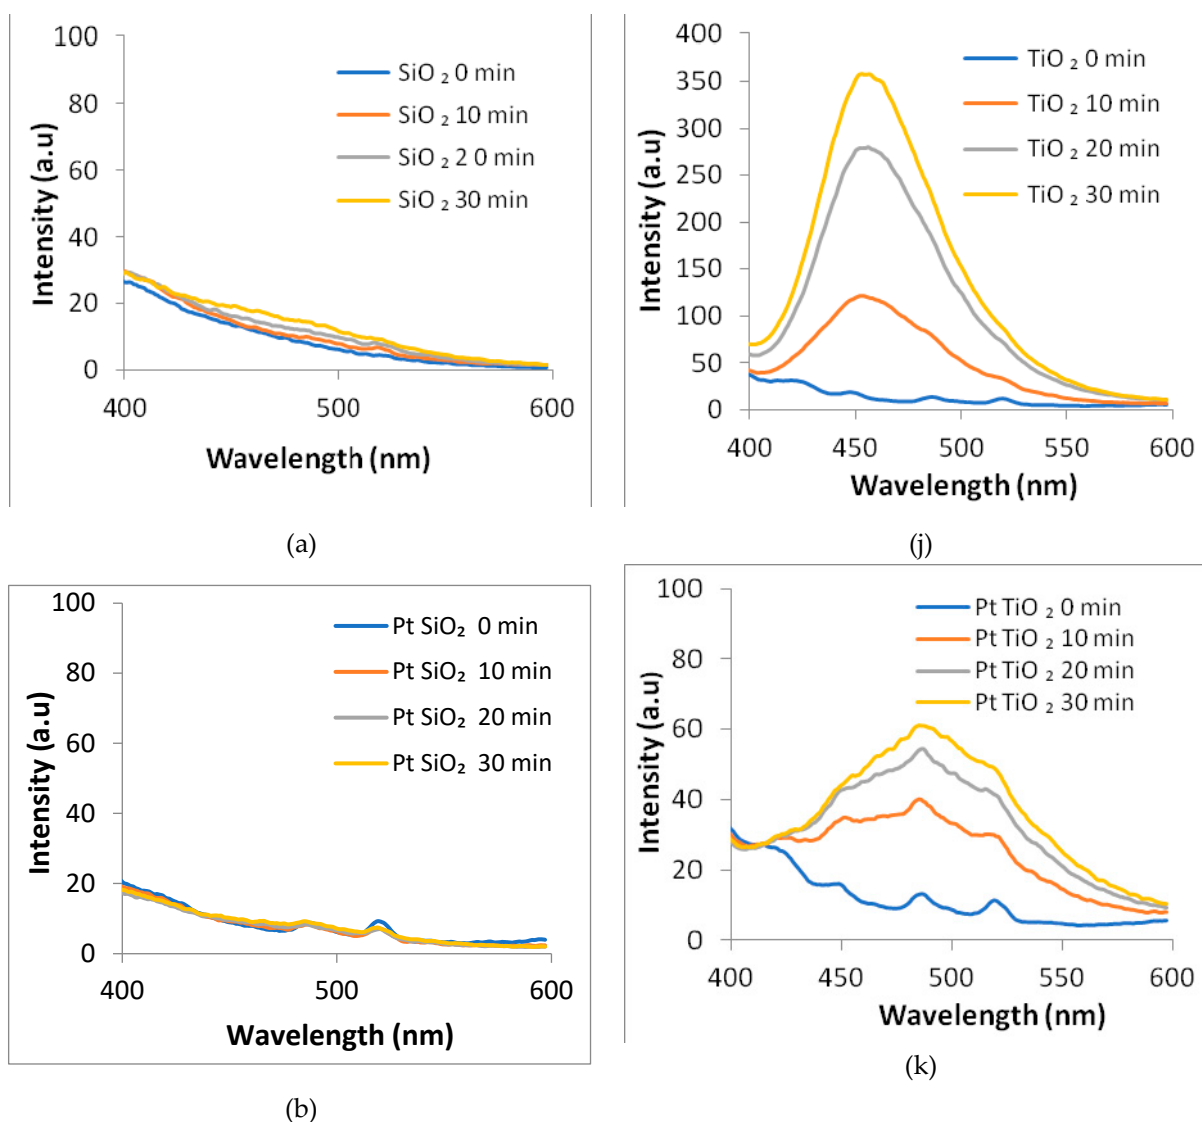 100
80
60
40
20
0
400
500
600
Intensity (a.u)
Wavelength (nm)
SiO ₂ 0 min
SiO ₂ 10 min
SiO ₂ 2 0 min
SiO ₂ 30 min
(a)
400
350
300
250
200
150
100
50
0
400
450
500
550
600
Intensity (a.u)
Wavelength (nm)
TiO ₂ 0 min
TiO ₂ 10 min
TiO ₂ 20 min
TiO ₂ 30 min
(j)
100
80
60
40
20
0
400
500
600
Intensity (a.u)
Wavelength (nm)
Pt SiO₂ 0 min
Pt SiO₂ 10 min
Pt SiO₂ 20 min
Pt SiO₂ 30 min
(b)
100
80
60
40
20
0
400
450
500
550
600
Intensity (a.u)
Wavelength (nm)
Pt TiO ₂ 0 min
Pt TiO ₂ 10 min
Pt TiO ₂ 20 min
Pt TiO ₂ 30 min
(k)